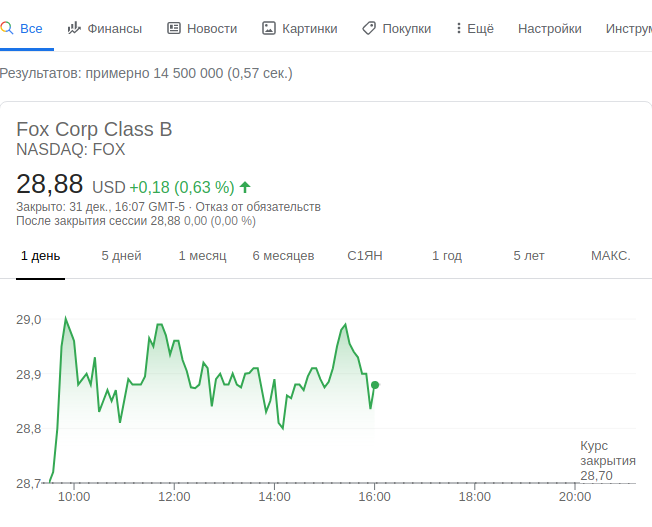 Все Финансы Новости Картинки Покупки Ещё Настройки
Результатов: примерно 14 500 000 (0,57 сек.)
Fox Corp Class B
NASDAQ: FOX
28,88 USD +0,18 (0,63 %)
Закрыто: 31 дек., 16:07 GMT-5 · Отказ от обязательств
После закрытия сессии 28,88 0,00 (0,00 %)
1 день 5 дней 1 месяц 6 месяцев С1ЯН 1 год 5 лет МАКС.
29,0
28,9
28,8
Курс
закрытия
28,70
28,7
10:00 12:00 14:00 16:00 18:00 20:00